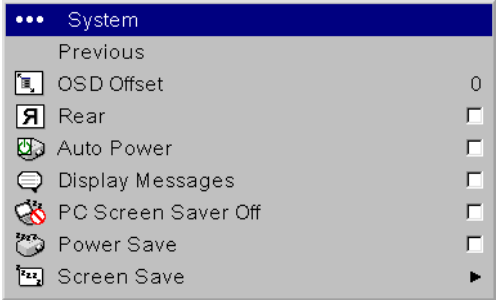 ••• System
Previous
OSD Offset 0
Rear
Auto Power
Display Messages
PC Screen Saver Off
Power Save
Screen Save